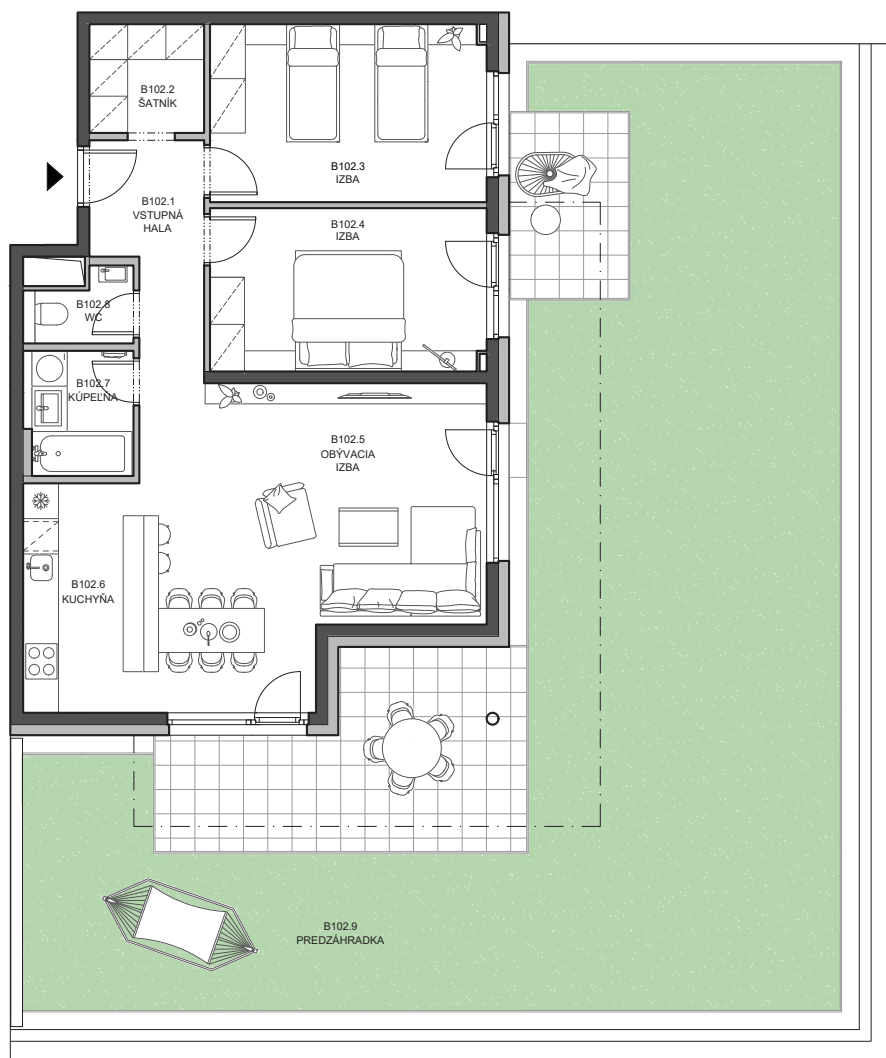 B102.2
ŠATNÍK
B102.3
IZBA
B102.1
VSTUPNÁ
HALA
B102.4
IZBA
B102.8
WC
B102.7
KÚPEĽŇA
B102.5
OBÝVACIA
IZBA
B102.6
KUCHYŇA
B102.9
PREDZÁHRADKA